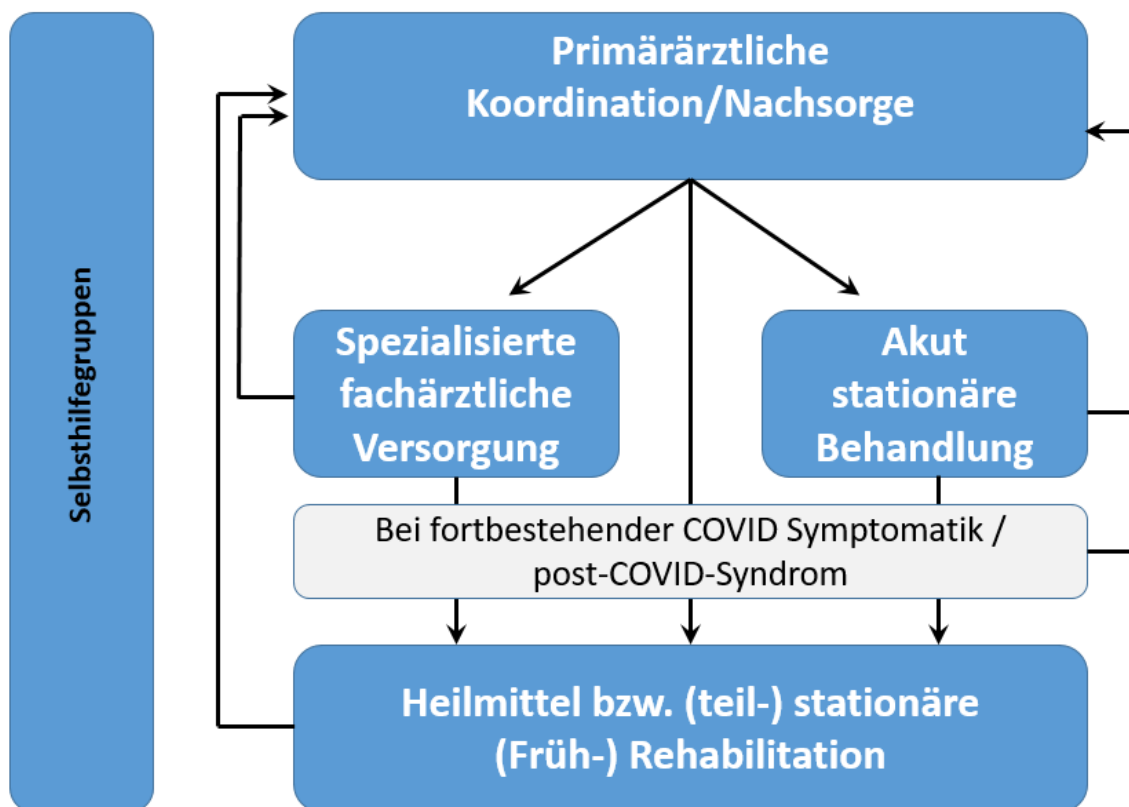 Selbsthilfegruppen
Primärärztliche
Koordination/Nachsorge
Spezialisierte
fachärztliche
Versorgung
Akut
stationäre
Behandlung
Bei fortbestehender COVID Symptomatik /
post-COVID-Syndrom
Heilmittel bzw. (teil-) stationäre
(Früh-) Rehabilitation